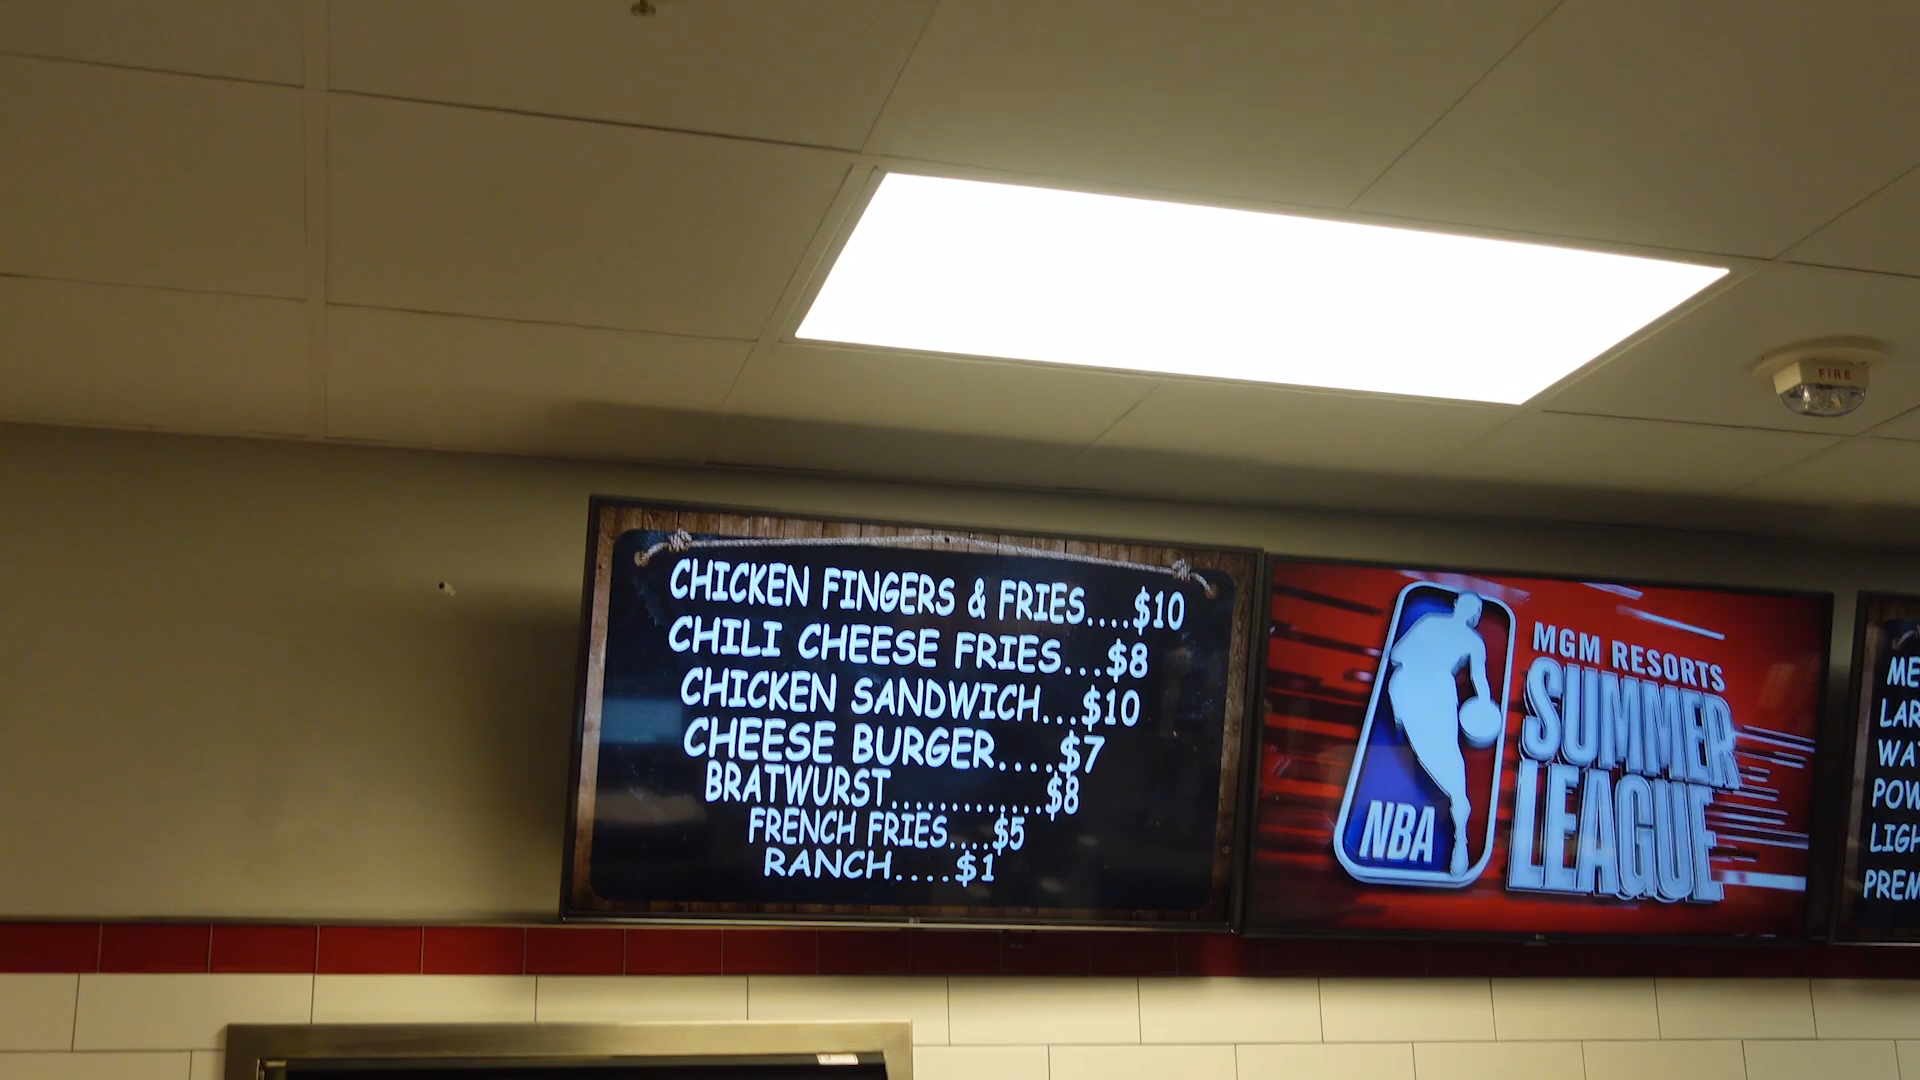 FIRE
CHICKEN FINGERS & FRIES....$10
CHILI CHEESE FRIES...$8
CHICKEN SANDWICH...$10
CHEESE BURGER....$7
BRATWURST.............$8
FRENCH FRIES....$5
RANCH....$1
NBA
MGM RESORTS
SUMMER
LEAGUE